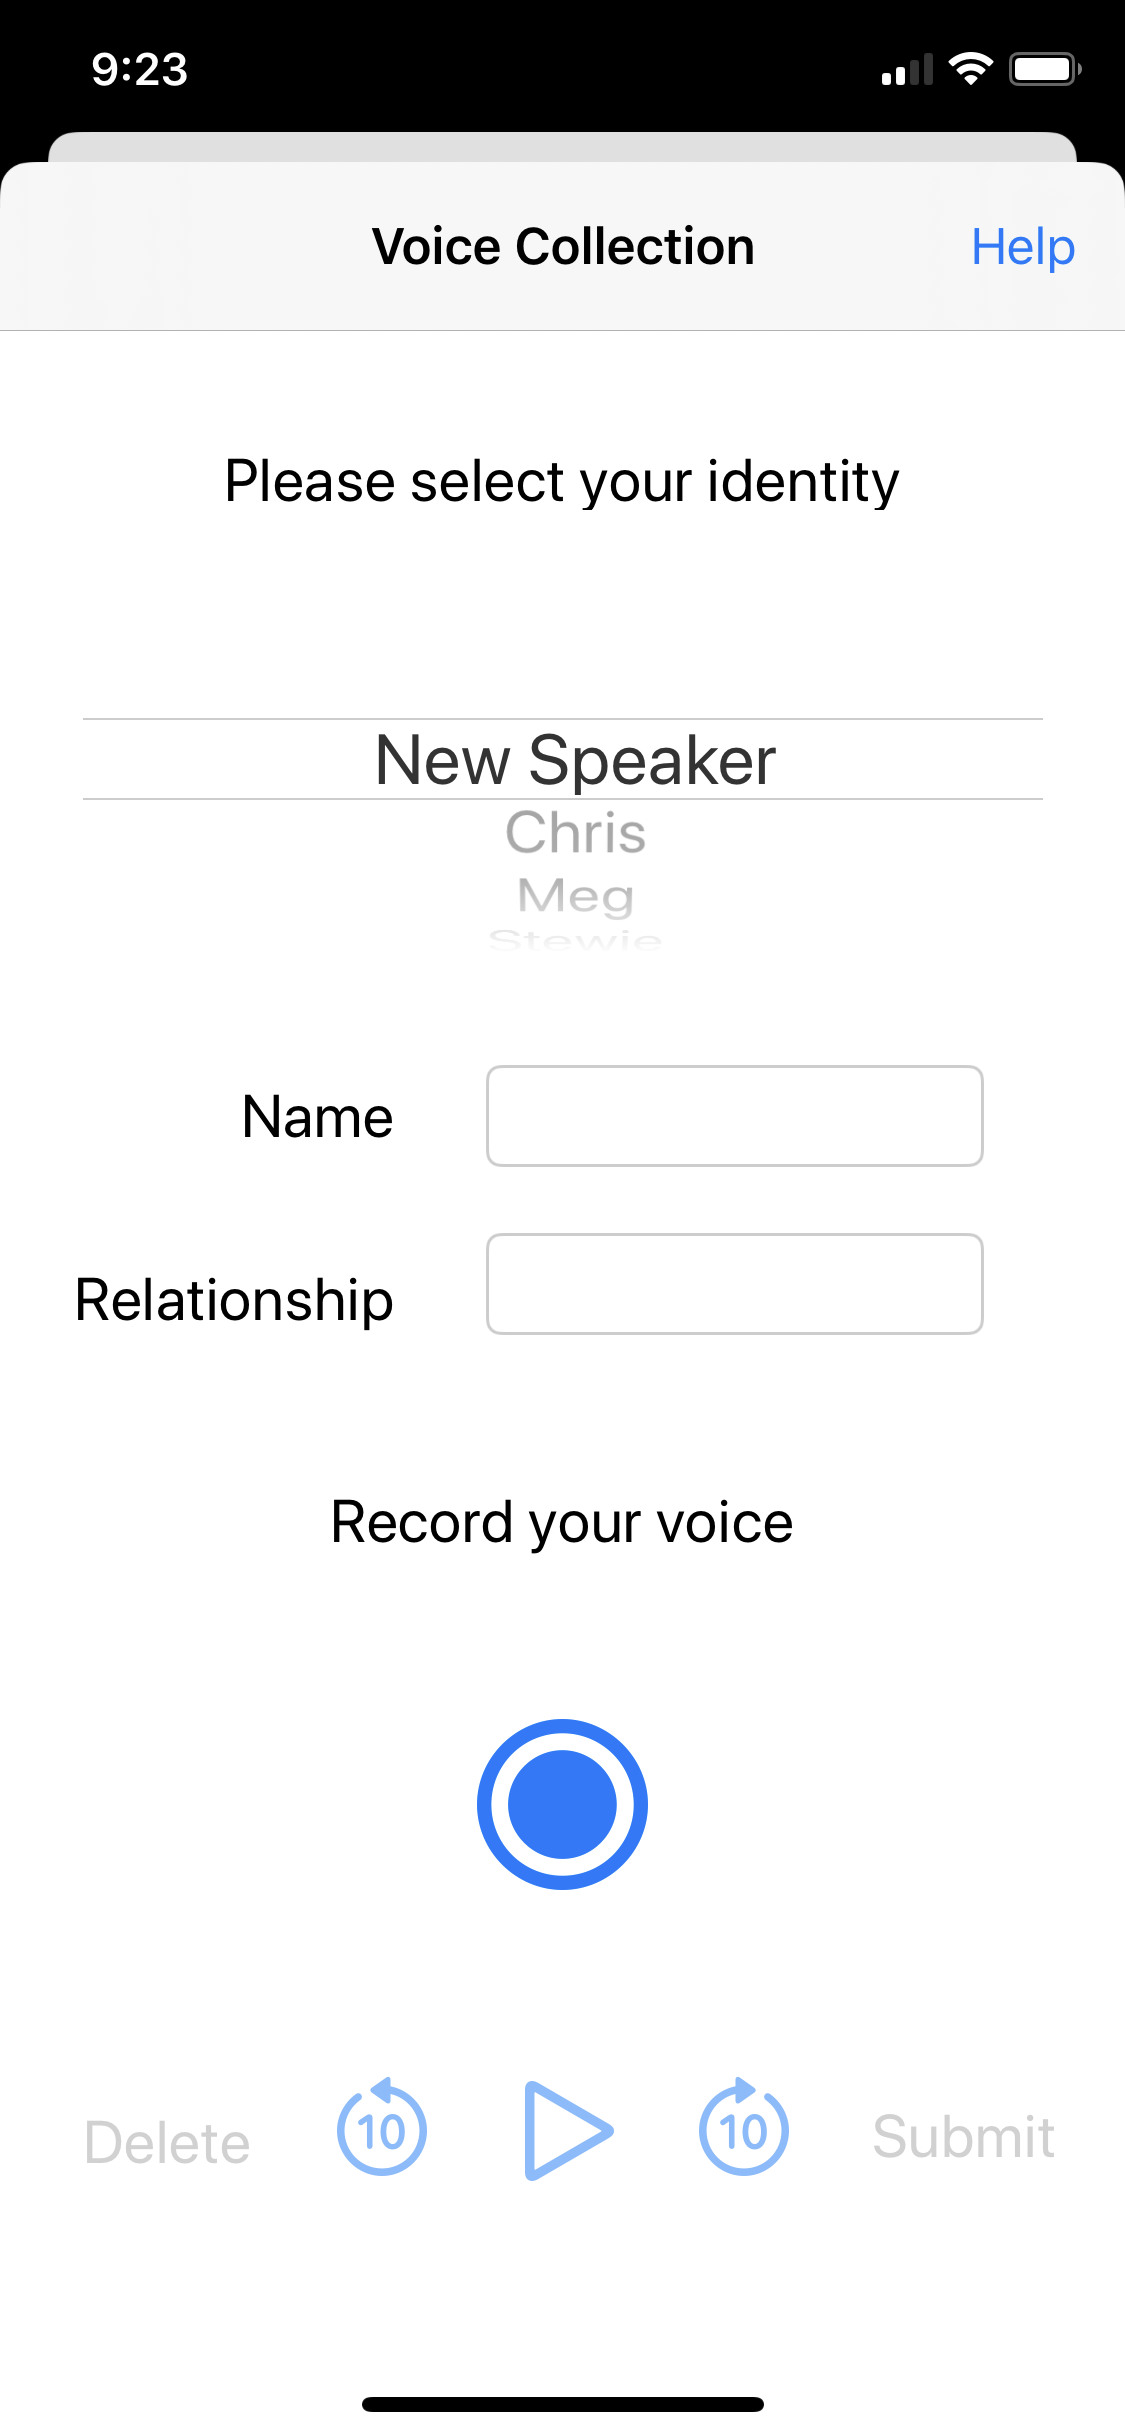 9:23
Voice Collection
Help
Please select your identity
New Speaker
Chris
Meg
Stewie
Name
Relationship
Record your voice
Delete
10
10
Submit